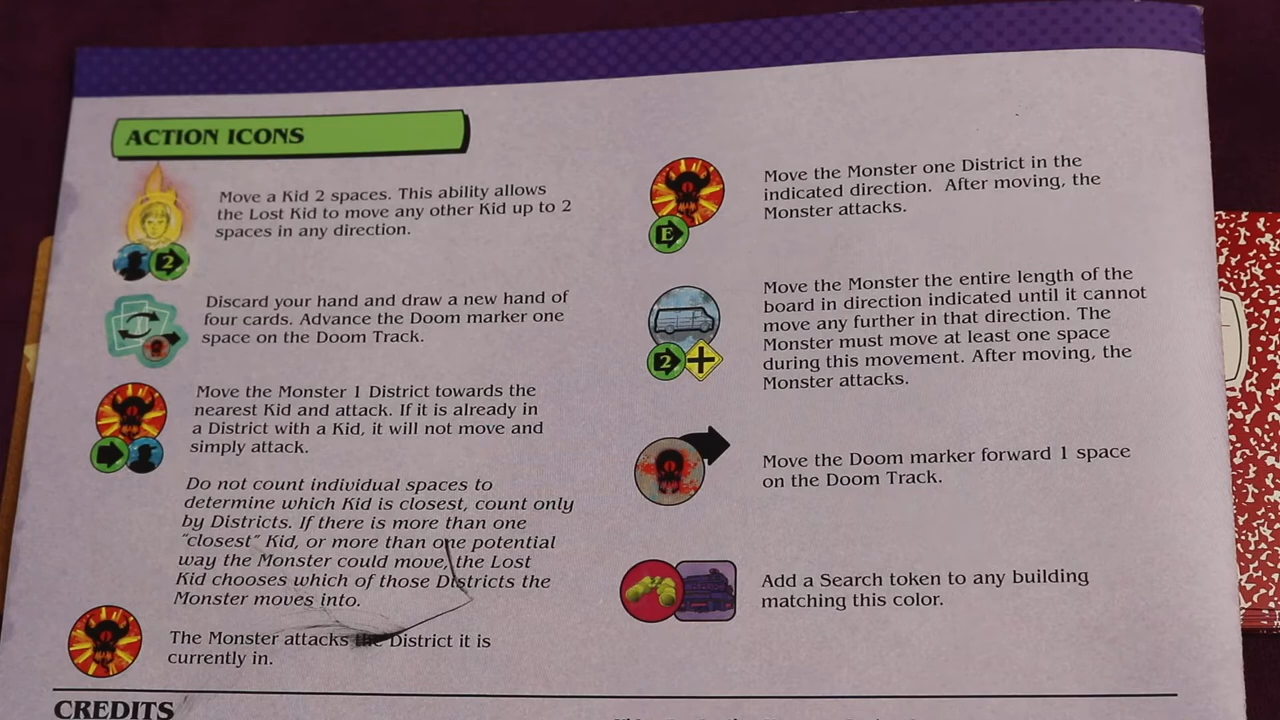 ACTION ICONS
Move a Kid 2 spaces. This ability allows
the Lost Kid to move any other Kid up to 2
spaces in any direction.
2
Discard your hand and draw a new hand of
four cards. Advance the Doom marker one
space on the Doom Track.
Move the Monster 1 District towards the
nearest Kid and attack. If it is already in
a District with a Kid, it will not move and
simply attack.
Do not count individual spaces to
determine which Kid is closest, count only
by Districts. If there is more than one
"closest" Kid, or more than one potential
way the Monster could move, the Lost
Kid chooses which of those Districts the
Monster moves into.
The Monster attacks the District it is
currently in.
Move the Monster one District in the
indicated direction. After moving, the
Monster attacks.
E
Move the Monster the entire length of the
board in direction indicated until it cannot
move any further in that direction. The
Monster must move at least one space
during this movement. After moving, the
Monster attacks.
2
Move the Doom marker forward 1 space
on the Doom Track.
Add a Search token to any building
matching this color.
CREDITS